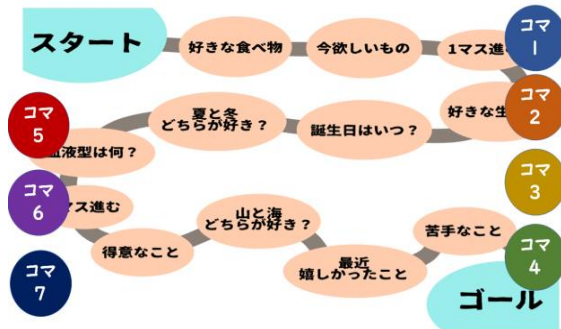 スタート
好きな食べ物
今欲しいもの
1マス進
コマ
1
コマ
5
夏と冬
どちらが好き？
誕生日はいつ？
好きな生
コマ
2
血液型は何？
コマ
6
マス進む
コマ
3
山と海
どちらが好き？
苦手なこと
コマ
4
得意なこと
最近
嬉しかったこと
コマ
7
ゴール